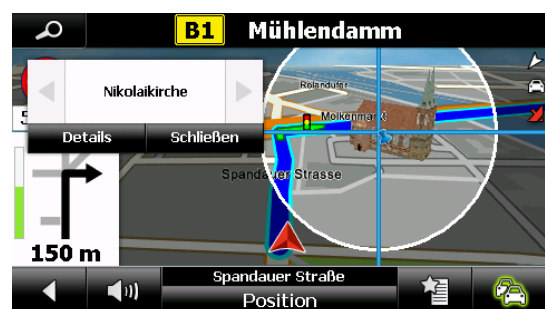 B1 Mühlendamm
Nikolaikirche
Details Schließen
Rolandufer
Molkenmarkt
Spandauer Strasse
150 m
Spandauer Straße
Position